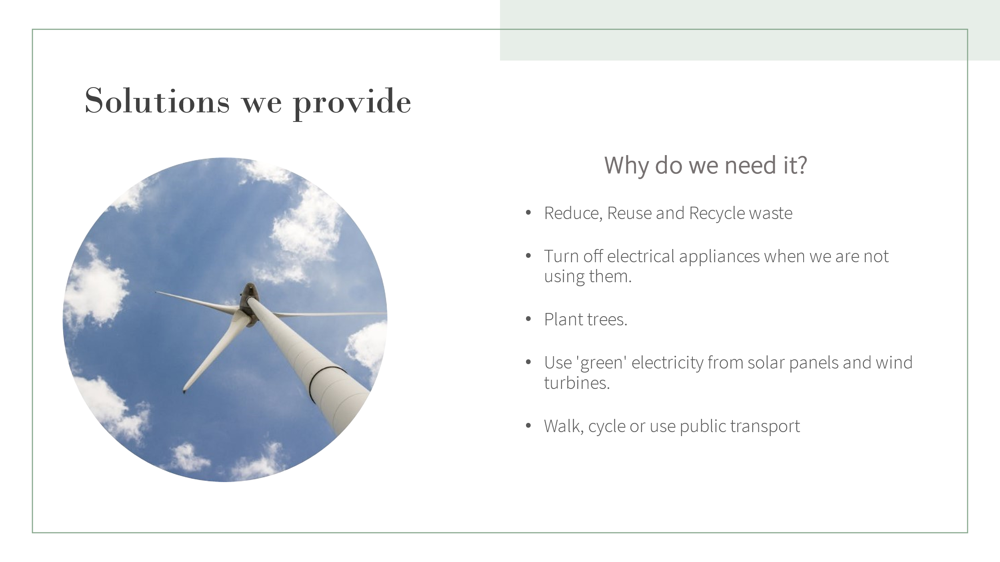 Solutions we provide
Why do we need it?
• Reduce, Reuse and Recycle waste
• Turn off electrical appliances when we are not
using them.
• Plant trees.
• Use 'green' electricity from solar panels and wind
turbines.
• Walk, cycle or use public transport